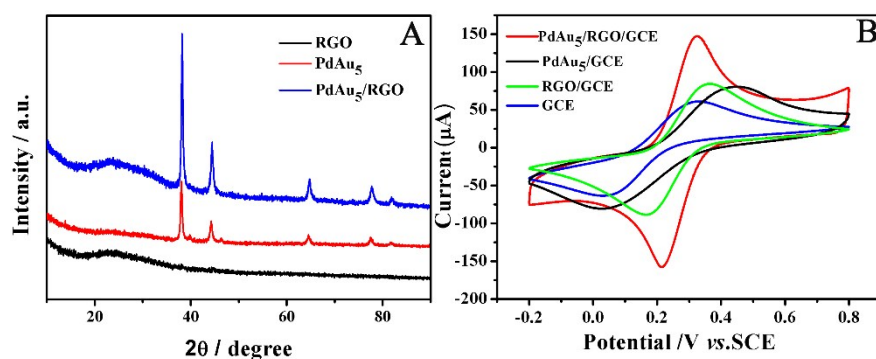 A
RGO
PdAu5
PdAu5/RGO
Intensity / a.u.
20 40 60 80
2θ / degree
B
PdAu5/RGO/GCE
PdAu5/GCE
RGO/GCE
GCE
Current (μA)
150
100
50
0
-50
-100
-150
-200
-0.2 0.0 0.2 0.4 0.6 0.8
Potential /V vs.SCE